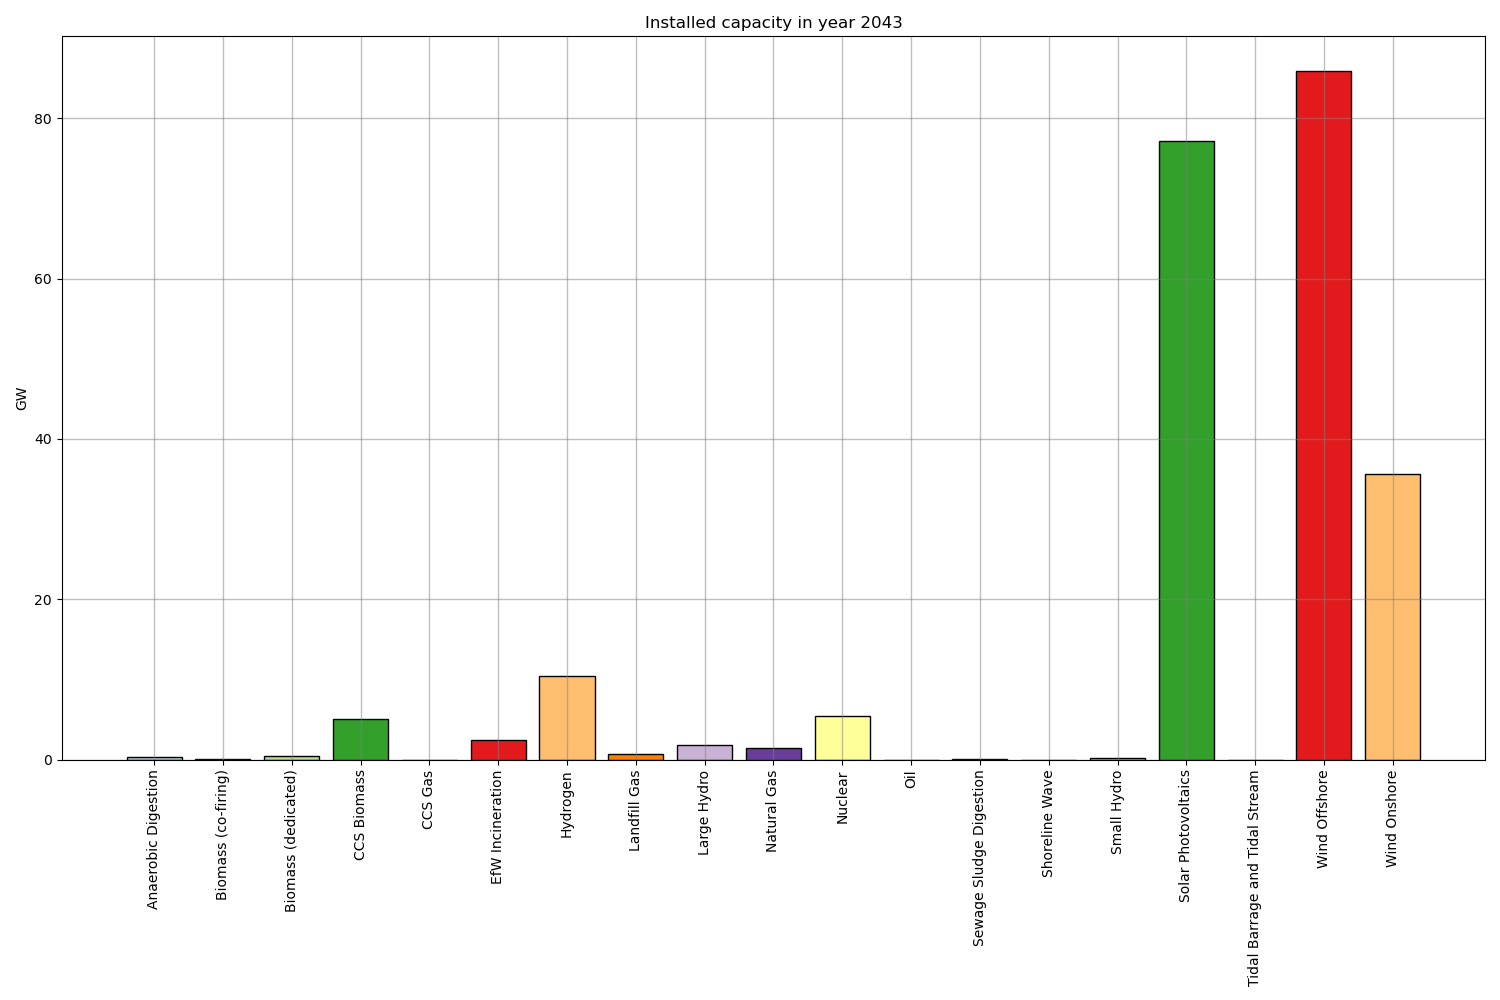 Installed capacity in year 2043
GW
80
60
40
20
0
Anaerobic Digestion
Biomass (co-firing)
Biomass (dedicated)
CCS Biomass
CCS Gas
EfW Incineration
Hydrogen
Landfill Gas
Large Hydro
Natural Gas
Nuclear
Oil
Sewage Sludge Digestion
Shoreline Wave
Small Hydro
Solar Photovoltaics
Tidal Barrage and Tidal Stream
Wind Offshore
Wind Onshore